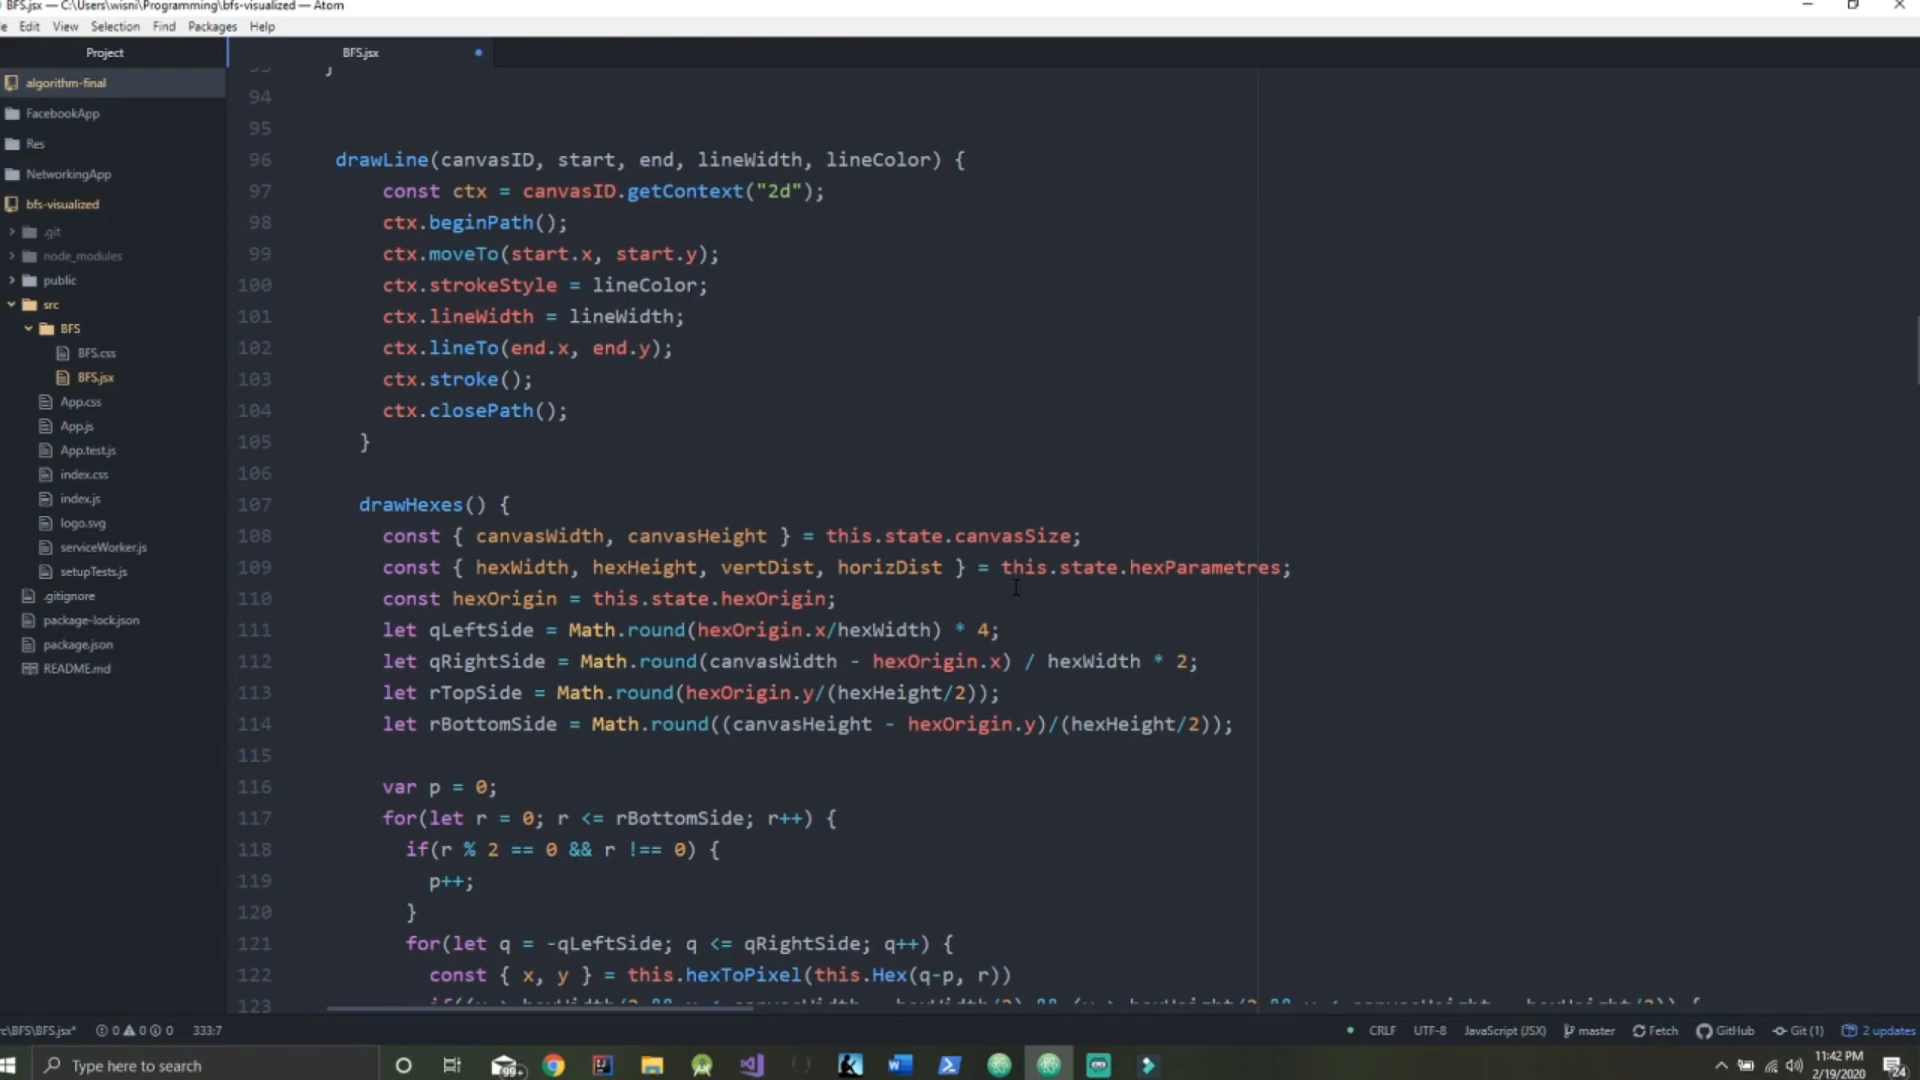 BFS.jsx — C:\Users\wisni\Programming\bfs-visualized — Atom
Edit View Selection Find Packages Help
Project
BFS.jsx
algorithm-final
FacebookApp
Res
NetworkingApp
bfs-visualized
.git
node_modules
public
src
BFS
BFS.css
BFS.jsx
App.css
App.js
App.test.js
index.css
index.js
logo.svg
serviceWorker.js
setupTests.js
.gitignore
package-lock.json
package.json
README.md
94
95
96 drawLine(canvasID, start, end, lineWidth, lineColor) {
97 const ctx = canvasID.getContext("2d");
98 ctx.beginPath();
99 ctx.moveTo(start.x, start.y);
100 ctx.strokeStyle = lineColor;
101 ctx.lineWidth = lineWidth;
102 ctx.lineTo(end.x, end.y);
103 ctx.stroke();
104 ctx.closePath();
105 }
106
107 drawHexes() {
108 const { canvasWidth, canvasHeight } = this.state.canvasSize;
109 const { hexWidth, hexHeight, vertDist, horizDist } = this.state.hexParametres;
110 const hexOrigin = this.state.hexOrigin;
111 let qLeftSide = Math.round(hexOrigin.x/hexWidth) * 4;
112 let qRightSide = Math.round(canvasWidth - hexOrigin.x) / hexWidth * 2;
113 let rTopSide = Math.round(hexOrigin.y/(hexHeight/2));
114 let rBottomSide = Math.round((canvasHeight - hexOrigin.y)/(hexHeight/2));
115
116 var p = 0;
117 for(let r = 0; r <= rBottomSide; r++) {
118 if(r % 2 == 0 && r !== 0) {
119 p++;
120 }
121 for(let q = -qLeftSide; q <= qRightSide; q++) {
122 const { x, y } = this.hexToPixel(this.Hex(q-p, r))
123
rc\BFS\BFS.jsx* 0 0 0 333:7
CRLF UTF-8 JavaScript (JSX) master Fetch GitHub Git (1) 2 updates
Type here to search
99+
11:42 PM
2/19/2020
24